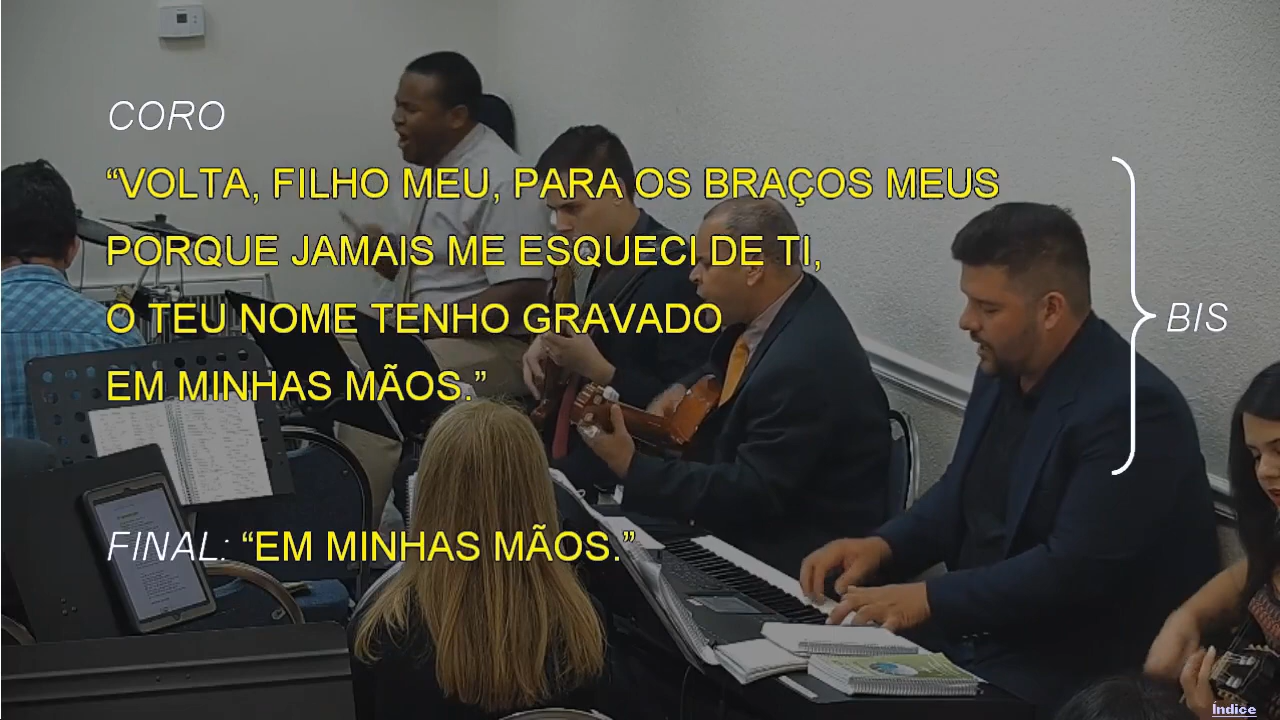 CORO
“VOLTA, FILHO MEU, PARA OS BRAÇOS MEUS
PORQUE JAMAIS ME ESQUECI DE TI,
O TEU NOME TENHO GRAVADO
EM MINHAS MÃOS.”
BIS
FINAL: “EM MINHAS MÃOS.”
Índice